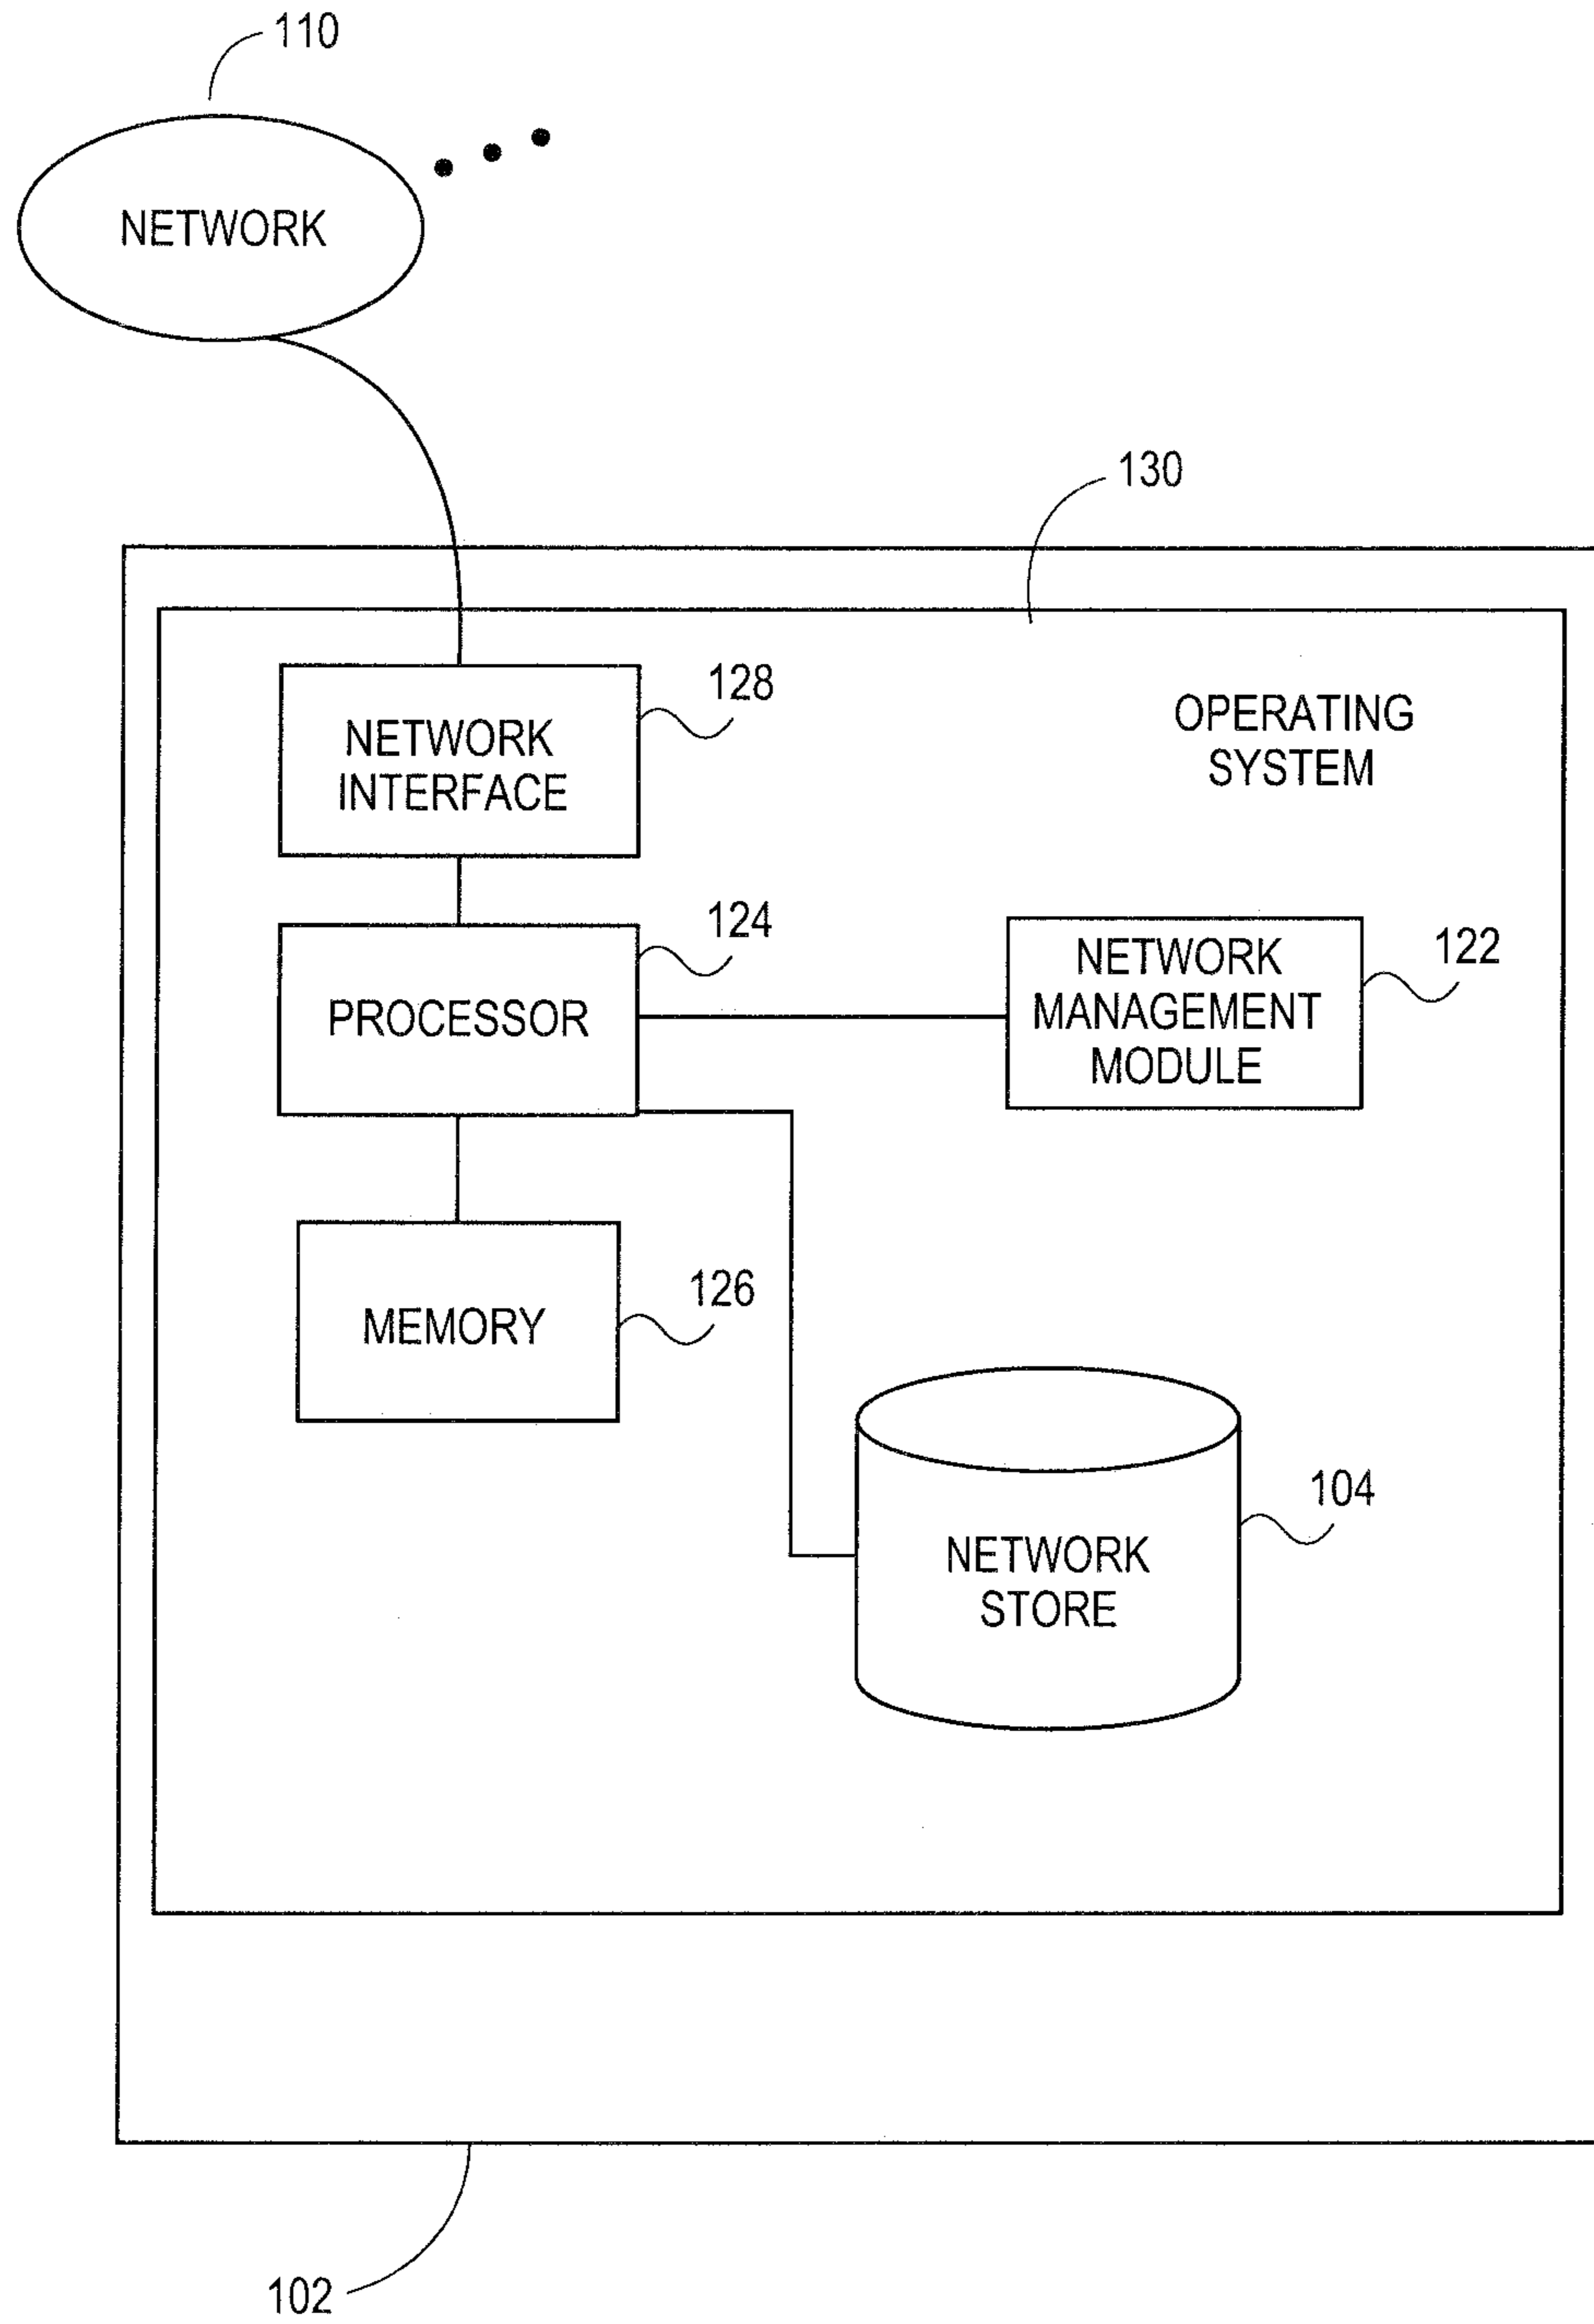 110
NETWORK
130
128
NETWORK
INTERFACE
OPERATING
SYSTEM
124
PROCESSOR
122
NETWORK
MANAGEMENT
MODULE
126
MEMORY
104
NETWORK
STORE
102